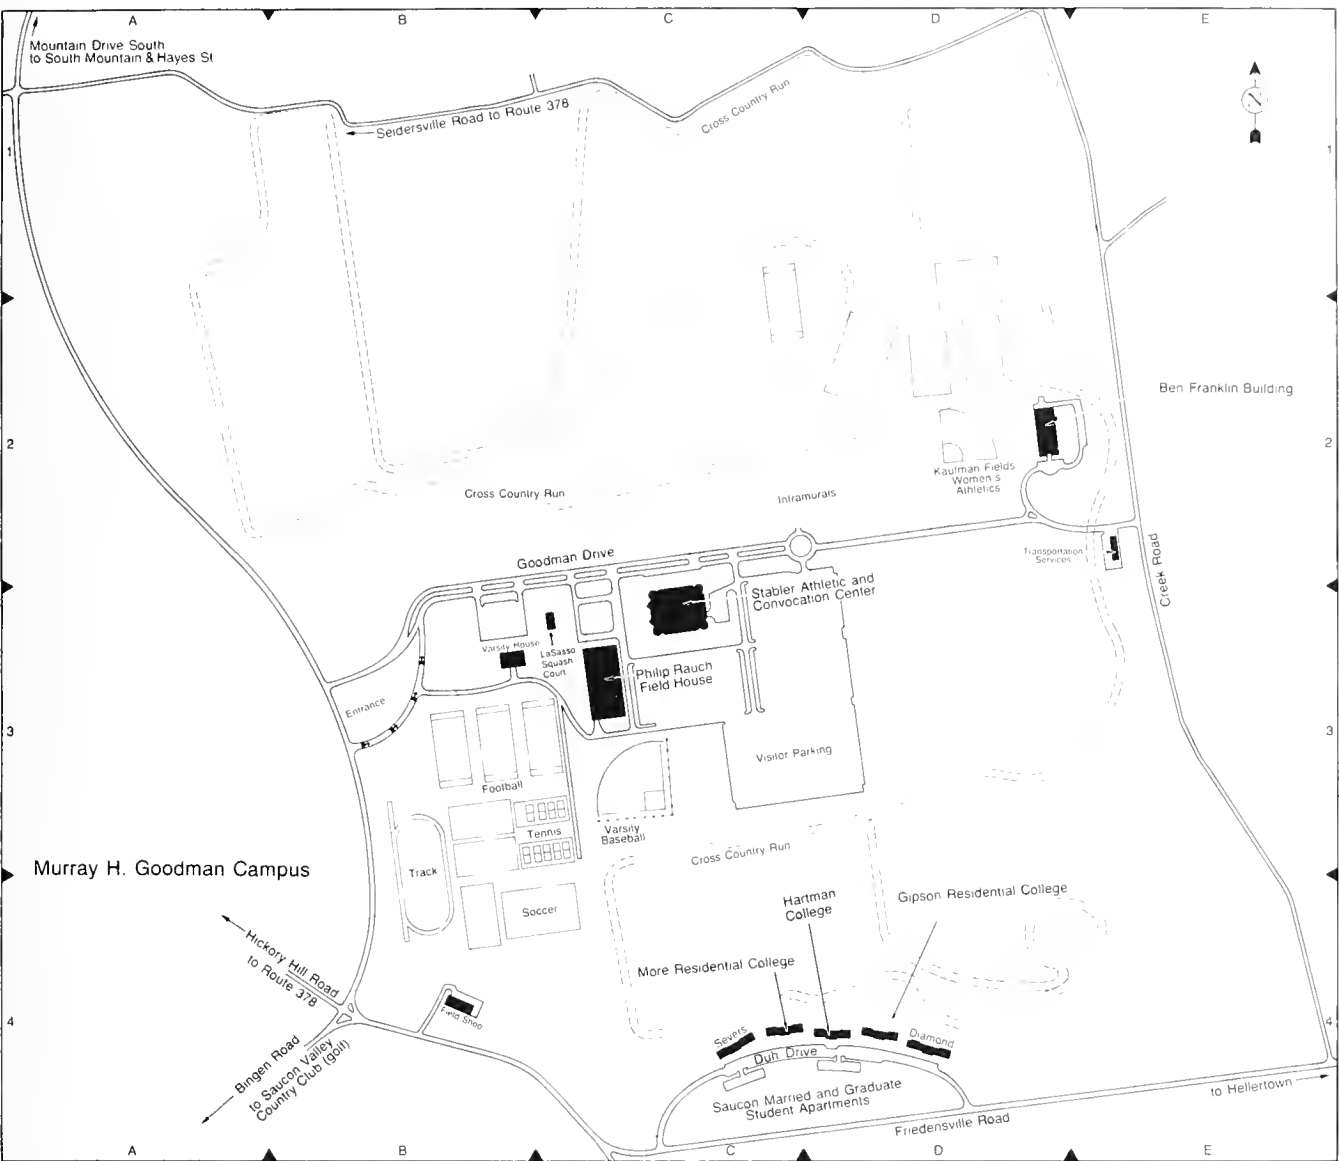 A
B
C
D
E
Mountain Drive South
to South Mountain & Hayes St
Seidersville Road to Route 378
Cross Country Run
1
1
Ben Franklin Building
2
2
Kaufman Fields
Women s
Athletics
Cross Country Run
Intramurals
Goodman Drive
Transportation
Services
Creek Road
Stabler Athletic and
Convocation Center
Varsity House
LaSasso
Squash
Court
Philip Rauch
Field House
Entrance
3
3
Visitor Parking
Football
Tennis
Varsity
Baseball
Cross Country Run
Murray H. Goodman Campus
Track
Soccer
Hartman
College
Gipson Residential College
Hickory Hill Road
to Route 378
More Residential College
4
4
Field Shop
Severs
Diamond
Duh Drive
Bingen Road
to Saucon Valley
Country Club (golf)
Saucon Married and Graduate
Student Apartments
to Hellertown
Friedensville Road
A
B
C
D
E